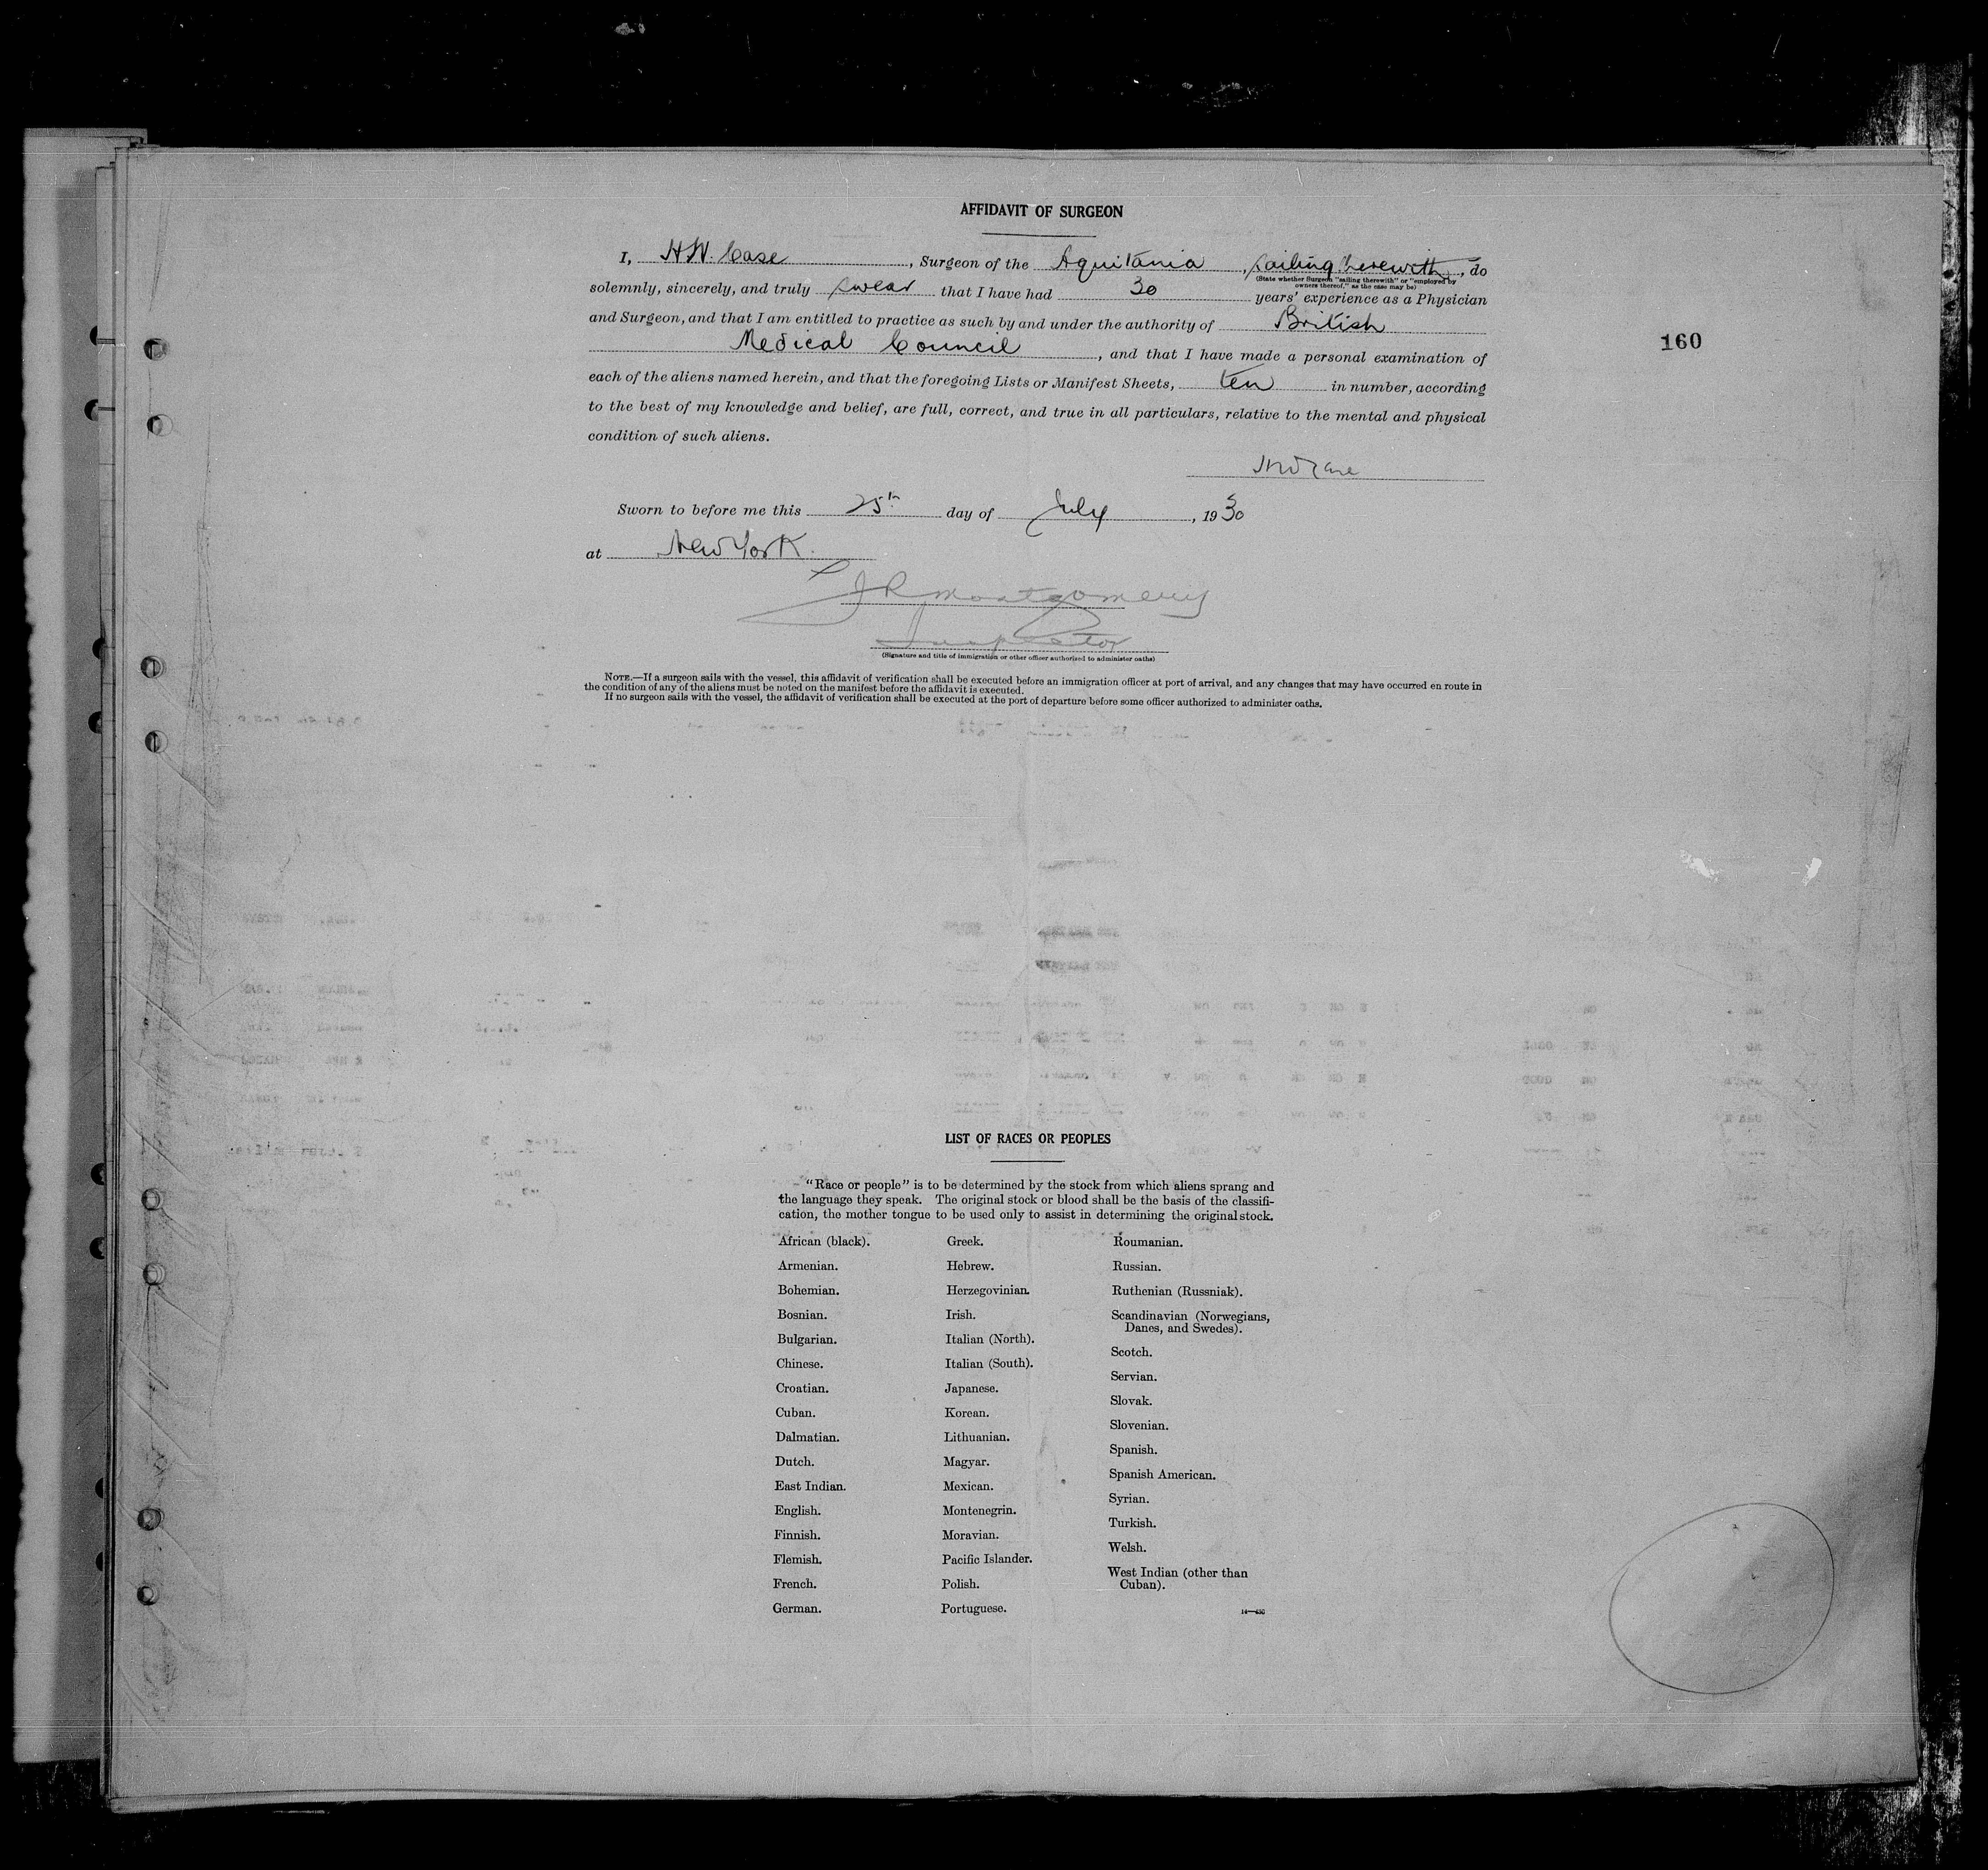 AFFIDAVIT OF SURGEON
I, H.W. Case, Surgeon of the Aquitania, sailing therewith, do
(State whether Surgeon "sailing therewith" or "employed by
owners thereof," as the case may be)
solemnly, sincerely, and truly swear that I have had 30 years' experience as a Physician
and Surgeon, and that I am entitled to practice as such by and under the authority of British
Medical Council, and that I have made a personal examination of
160
each of the aliens named herein, and that the foregoing Lists or Manifest Sheets, ten in number, according
to the best of my knowledge and belief, are full, correct, and true in all particulars, relative to the mental and physical
condition of such aliens.
HW Case
Sworn to before me this 25th day of July, 1930
at New York.
JR Montgomery
Inspector
(Signature and title of immigration or other officer authorized to administer oaths)
NOTE.—If a surgeon sails with the vessel, this affidavit of verification shall be executed before an immigration officer at port of arrival, and any changes that may have occurred en route in
the condition of any of the aliens must be noted on the manifest before the affidavit is executed.
If no surgeon sails with the vessel, the affidavit of verification shall be executed at the port of departure before some officer authorized to administer oaths.
LIST OF RACES OR PEOPLES
"Race or people" is to be determined by the stock from which aliens sprang and
the language they speak. The original stock or blood shall be the basis of the classifi-
cation, the mother tongue to be used only to assist in determining the original stock.
African (black).
Armenian.
Bohemian.
Bosnian.
Bulgarian.
Chinese.
Croatian.
Cuban.
Dalmatian.
Dutch.
East Indian.
English.
Finnish.
Flemish.
French.
German.
Greek.
Hebrew.
Herzegovinian.
Irish.
Italian (North).
Italian (South).
Japanese.
Korean.
Lithuanian.
Magyar.
Mexican.
Montenegrin.
Moravian.
Pacific Islander.
Polish.
Portuguese.
Roumanian.
Russian.
Ruthenian (Russniak).
Scandinavian (Norwegians,
Danes, and Swedes).
Scotch.
Servian.
Slovak.
Slovenian.
Spanish.
Spanish American.
Syrian.
Turkish.
Welsh.
West Indian (other than
Cuban).